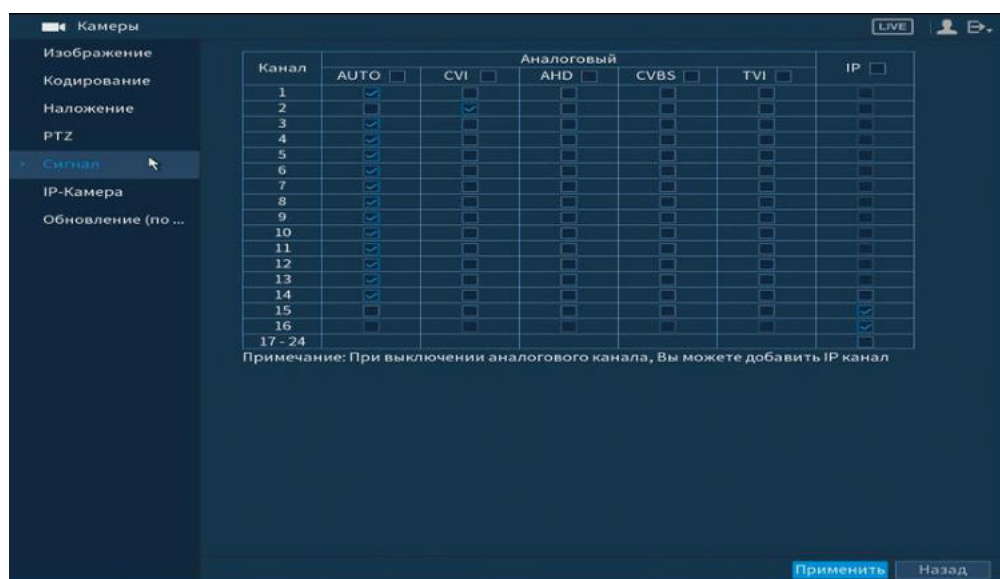 Камеры
LIVE
Изображение
Кодирование
Наложение
PTZ
Сигнал
IP-Камера
Обновление (по ...
Канал Аналоговый IP
AUTO CVI AHD CVBS TVI
1
2
3
4
5
6
7
8
9
10
11
12
13
14
15
16
17 - 24
Примечание: При выключении аналогового канала, Вы можете добавить IP канал
Применить Назад